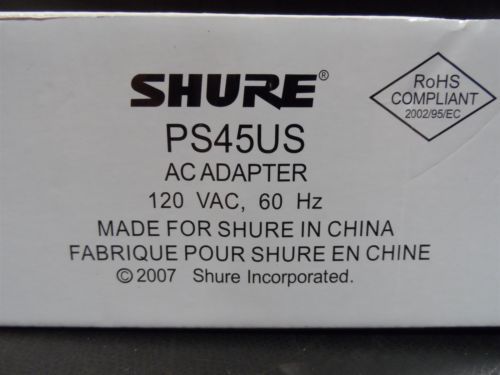 SHURE®
PS45US
AC ADAPTER
120 VAC, 60 Hz
MADE FOR SHURE IN CHINA
FABRIQUE POUR SHURE EN CHINE
©2007 Shure Incorporated.
RoHS
COMPLIANT
2002/95/EC